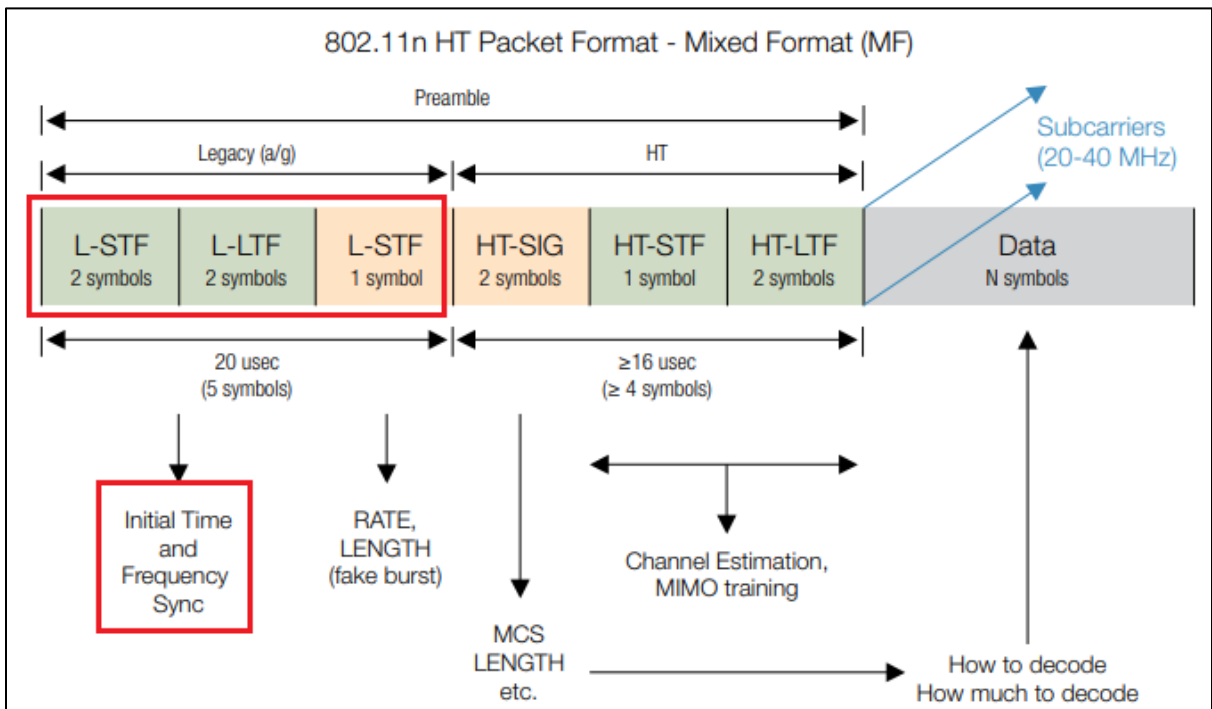 802.11n HT Packet Format - Mixed Format (MF)
Preamble
Subcarriers
(20-40 MHz)
Legacy (a/g)
HT
L-STF
2 symbols
L-LTF
2 symbols
L-STF
1 symbol
HT-SIG
2 symbols
HT-STF
1 symbol
HT-LTF
2 symbols
Data
N symbols
20 usec
(5 symbols)
≥16 usec
(≥ 4 symbols)
Initial Time
and
Frequency
Sync
RATE,
LENGTH
(fake burst)
Channel Estimation,
MIMO training
MCS
LENGTH
etc.
How to decode
How much to decode